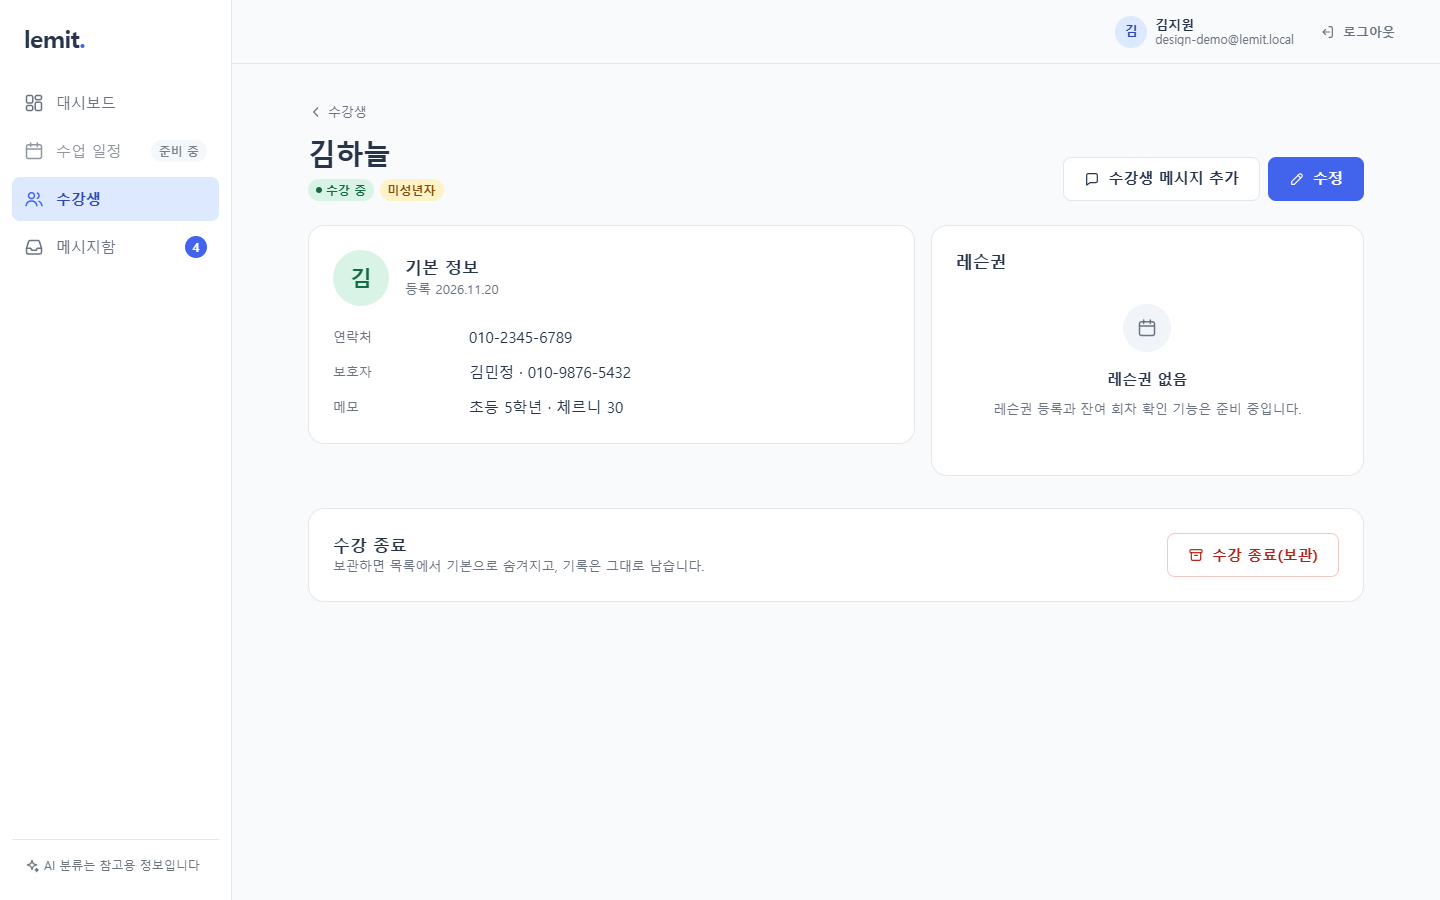 lemit.
대시보드
수업 일정 준비 중
수강생
메시지함 4
AI 분류는 참고용 정보입니다
김 김지원
design-demo@lemit.local
로그아웃
수강생
김하늘
수강 중 미성년자
수강생 메시지 추가
수정
김
기본 정보
등록 2026.11.20
연락처 010-2345-6789
보호자 김민정 · 010-9876-5432
메모 초등 5학년 · 체르니 30
레슨권
레슨권 없음
레슨권 등록과 잔여 회차 확인 기능은 준비 중입니다.
수강 종료
보관하면 목록에서 기본으로 숨겨지고, 기록은 그대로 남습니다.
수강 종료(보관)